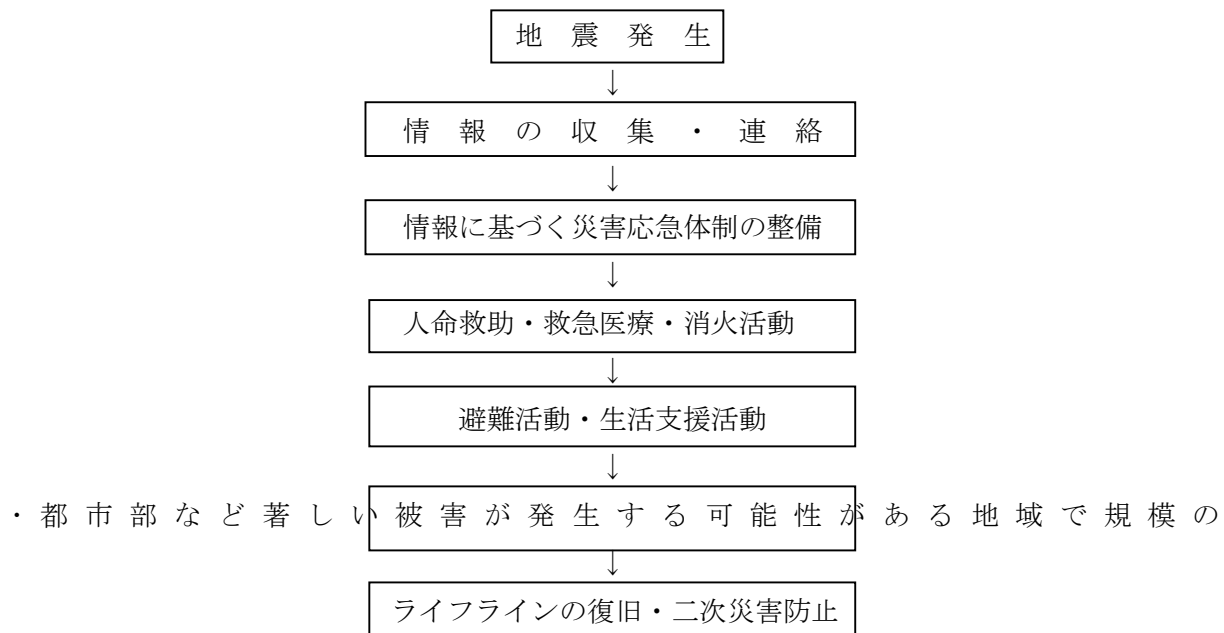 地震発生
↓
情報の収集・連絡
↓
情報に基づく災害応急体制の整備
↓
人命救助・救急医療・消火活動
↓
避難活動・生活支援活動
↓
・都市部など著しい被害が発生する可能性がある地域で規模の
↓
ライフラインの復旧・二次災害防止